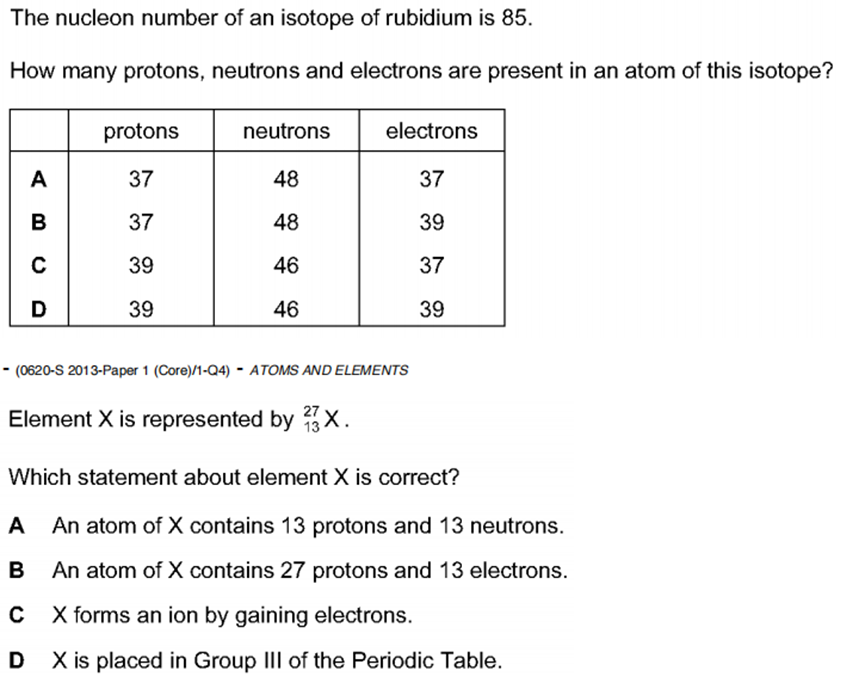 The nucleon number of an isotope of rubidium is 85.
How many protons, neutrons and electrons are present in an atom of this isotope?
protons neutrons electrons
A 37 48 37
B 37 48 39
C 39 46 37
D 39 46 39
- (0620-S 2013-Paper 1 (Core)/1-Q4) - ATOMS AND ELEMENTS
Element X is represented by ²⁷₁₃X.
Which statement about element X is correct?
A An atom of X contains 13 protons and 13 neutrons.
B An atom of X contains 27 protons and 13 electrons.
C X forms an ion by gaining electrons.
D X is placed in Group III of the Periodic Table.